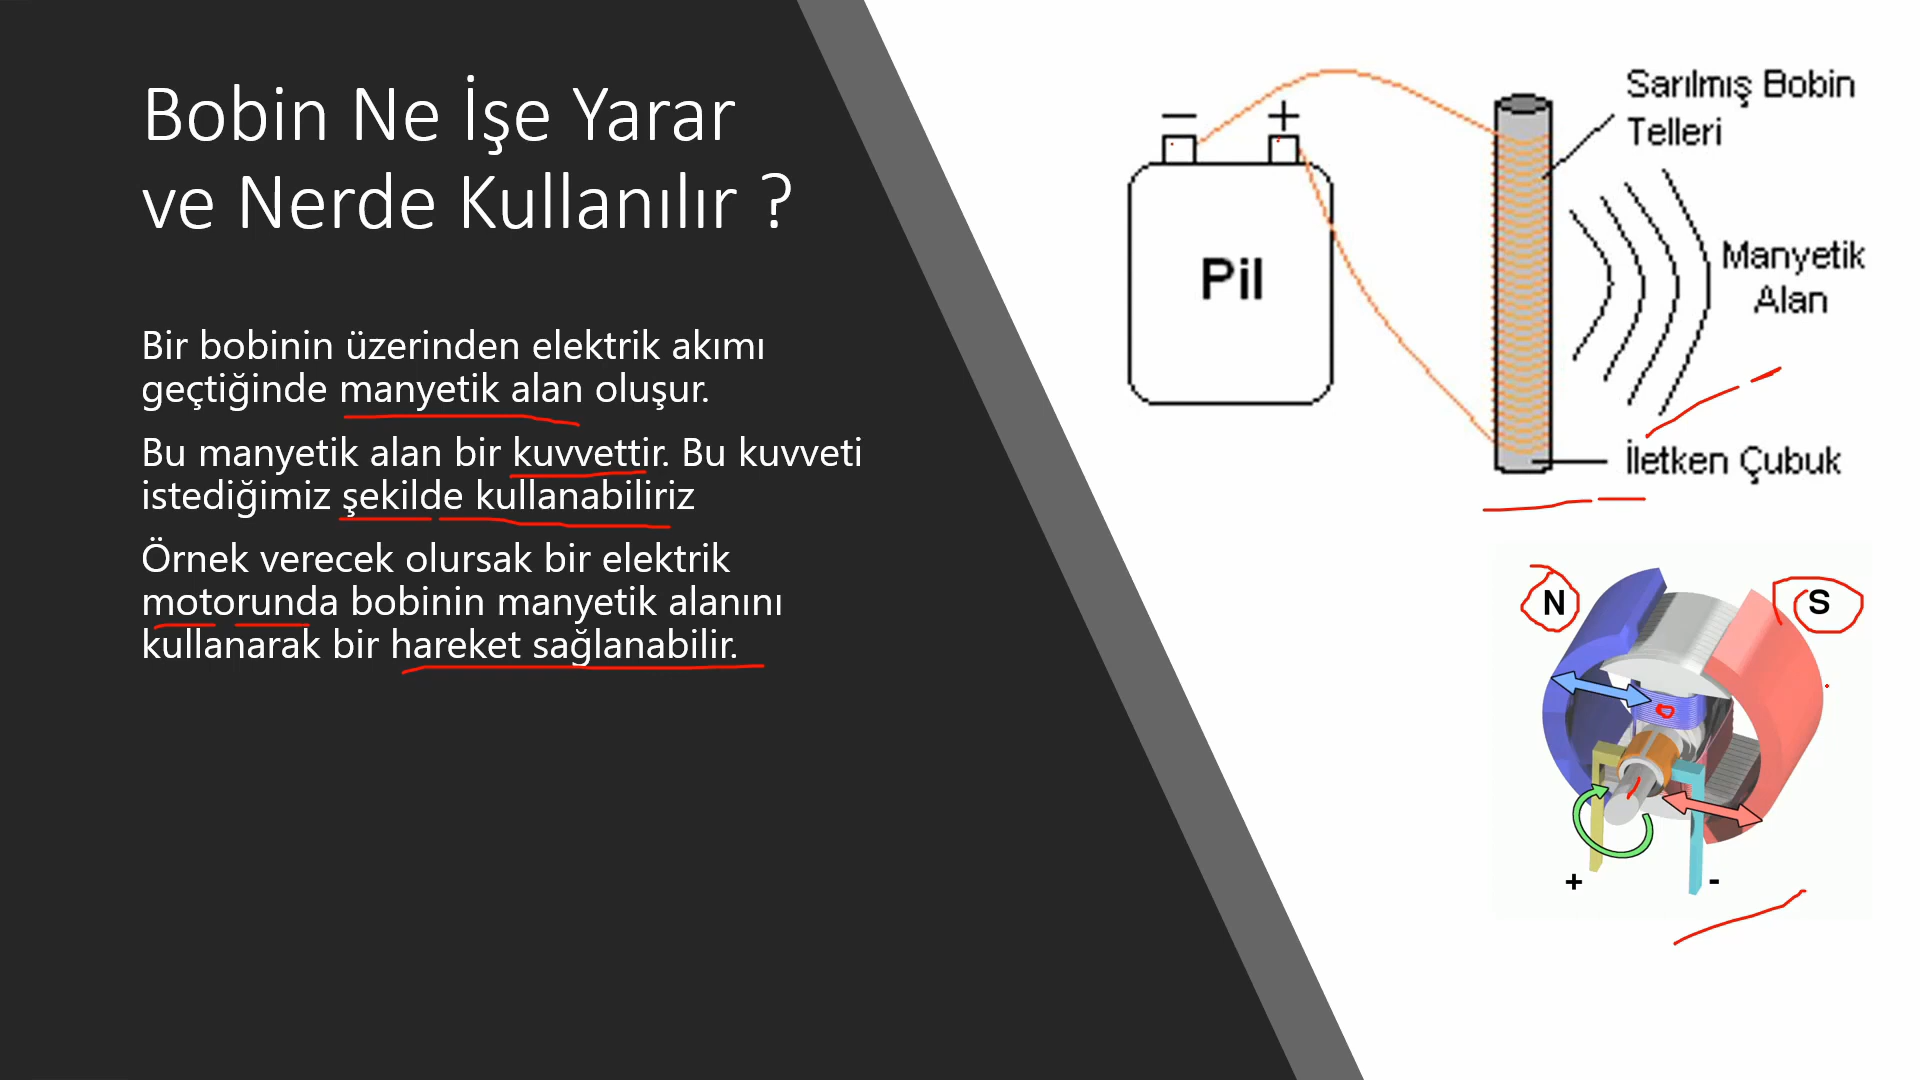 Bobin Ne İşe Yarar
ve Nerde Kullanılır ?
Bir bobinin üzerinden elektrik akımı
geçtiğinde manyetik alan oluşur.
Bu manyetik alan bir kuvvettir. Bu kuvveti
istediğimiz şekilde kullanabiliriz
Örnek verecek olursak bir elektrik
motorunda bobinin manyetik alanını
kullanarak bir hareket sağlanabilir.
− +
Pil
Sarılmış Bobin
Telleri
Manyetik
Alan
İletken Çubuk
N S
+ -